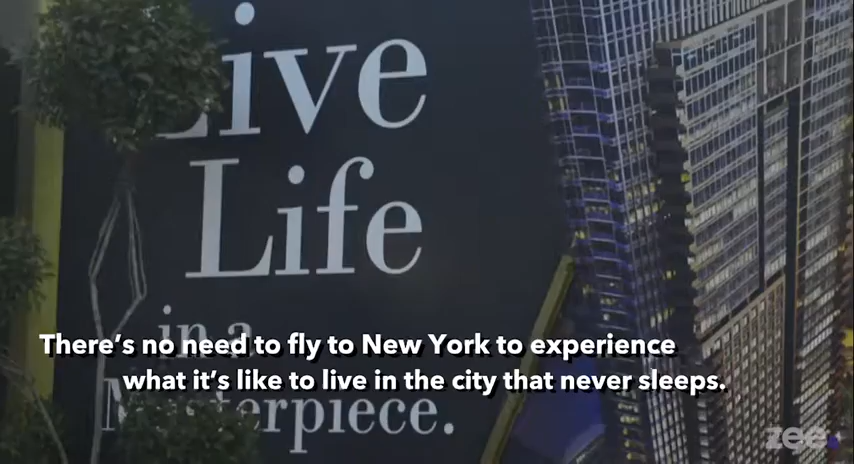 Live
Life
in a
Masterpiece.
There's no need to fly to New York to experience
what it's like to live in the city that never sleeps.
zee.